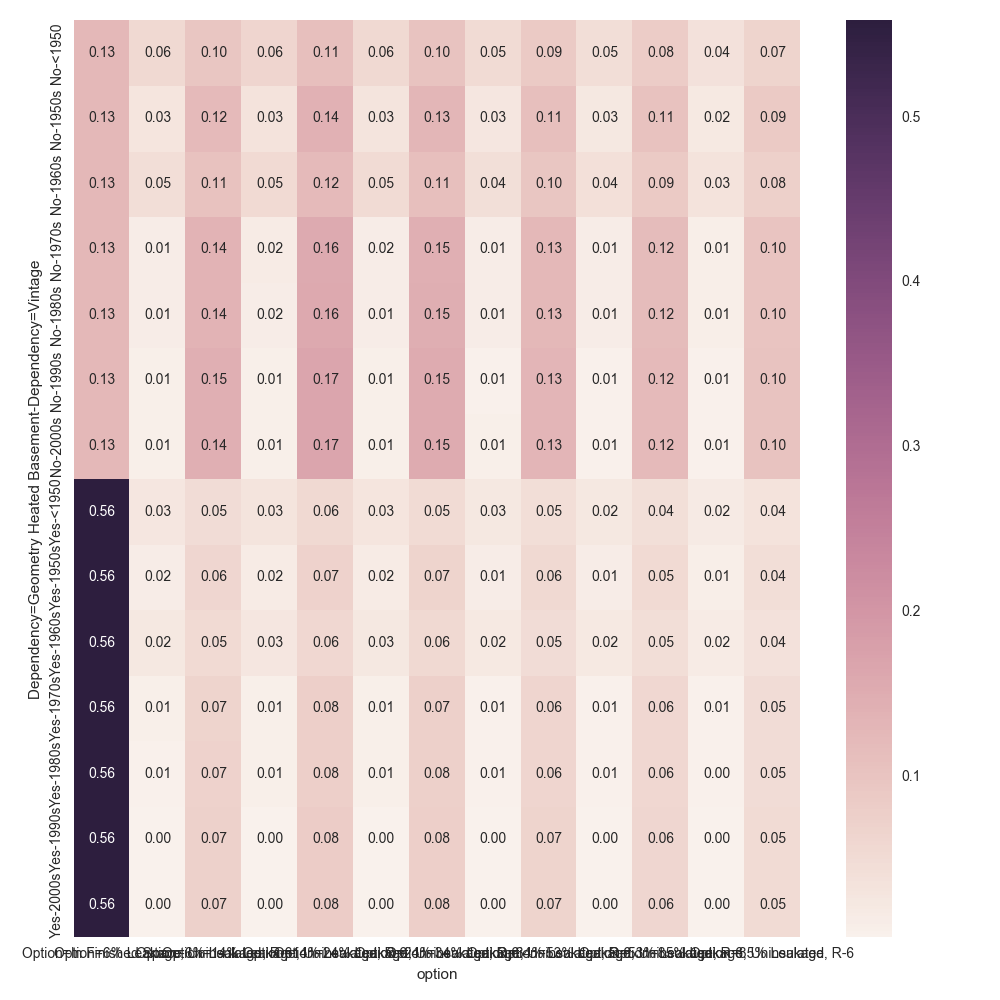 0.13 0.06 0.10 0.06 0.11 0.06 0.10 0.05 0.09 0.05 0.08 0.04 0.07
0.13 0.03 0.12 0.03 0.14 0.03 0.13 0.03 0.11 0.03 0.11 0.02 0.09
0.13 0.05 0.11 0.05 0.12 0.05 0.11 0.04 0.10 0.04 0.09 0.03 0.08
0.13 0.01 0.14 0.02 0.16 0.02 0.15 0.01 0.13 0.01 0.12 0.01 0.10
0.13 0.01 0.14 0.02 0.16 0.01 0.15 0.01 0.13 0.01 0.12 0.01 0.10
0.13 0.01 0.15 0.01 0.17 0.01 0.15 0.01 0.13 0.01 0.12 0.01 0.10
0.13 0.01 0.14 0.01 0.17 0.01 0.15 0.01 0.13 0.01 0.12 0.01 0.10
0.56 0.03 0.05 0.03 0.06 0.03 0.05 0.03 0.05 0.02 0.04 0.02 0.04
0.56 0.02 0.06 0.02 0.07 0.02 0.07 0.01 0.06 0.01 0.05 0.01 0.04
0.56 0.02 0.05 0.03 0.06 0.03 0.06 0.02 0.05 0.02 0.05 0.02 0.04
0.56 0.01 0.07 0.01 0.08 0.01 0.07 0.01 0.06 0.01 0.06 0.01 0.05
0.56 0.01 0.07 0.01 0.08 0.01 0.08 0.01 0.06 0.01 0.06 0.00 0.05
0.56 0.00 0.07 0.00 0.08 0.00 0.08 0.00 0.07 0.00 0.06 0.00 0.05
0.56 0.00 0.07 0.00 0.08 0.00 0.08 0.00 0.07 0.00 0.06 0.00 0.05
No-<1950
No-1950s
No-1960s
No-1970s
No-1980s
No-1990s
No-2000s
Yes-<1950
Yes-1950s
Yes-1960s
Yes-1970s
Yes-1980s
Yes-1990s
Yes-2000s
Dependency=Geometry Heated Basement-Dependency=Vintage
option
0.5
0.4
0.3
0.2
0.1